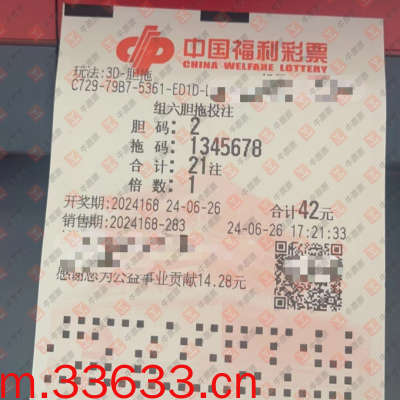 中国福利彩票
CHINA WELFARE LOTTERY
玩法:3D-胆拖
C729-79B7-5361-ED1D-
组六胆拖投注
胆 码: 2
拖 码: 1345678
合 计: 21注
倍 数: 1
开奖期:2024168 24-06-26 合计42元
销售期:2024168-283 24-06-26 17:21:33
感谢您为公益事业贡献14.28元
m.33633.cn